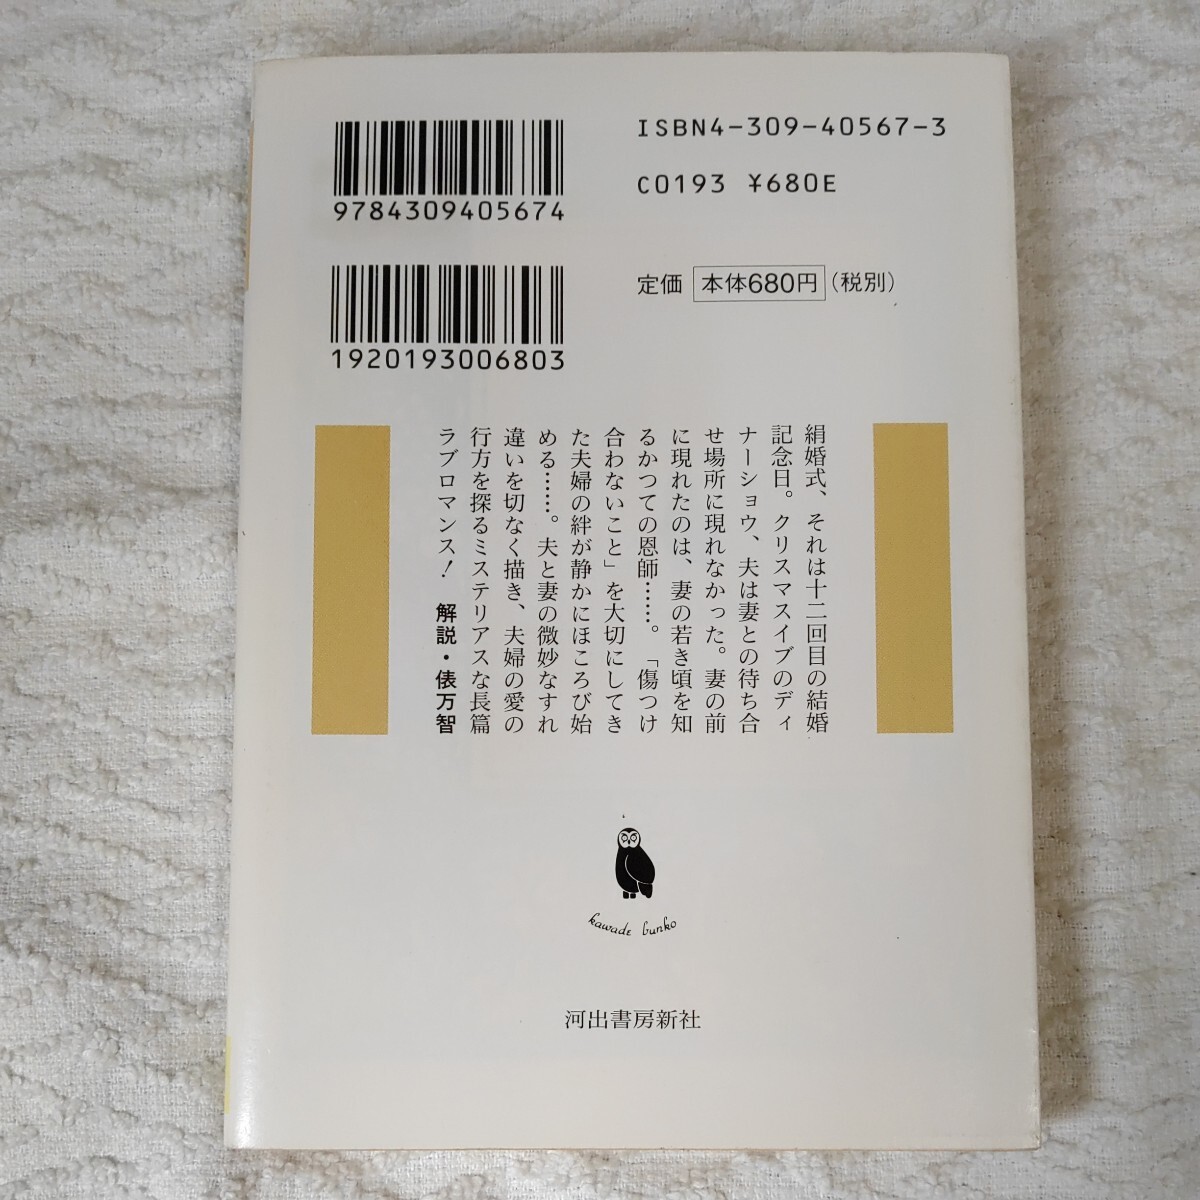 ISBN4-309-40567-3
C0193 ¥680E
9784309405674
1920193006803
定価 本体680円 (税別)
絹婚式、それは十二回目の結婚
記念日。クリスマスイブのディ
ナーショウ、夫は妻との待ち合
せ場所に現れなかった。妻の前
に現れたのは、妻の若き頃を知
るかつての恩師……。「傷つけ
合わないこと」を大切にしてき
た夫婦の絆が静かにほころび始
める……。夫と妻の微妙なすれ
違いを切なく描き、夫婦の愛の
行方を探るミステリアスな長篇
ラブロマンス! 解説・俵万智
kawade bunko
河出書房新社